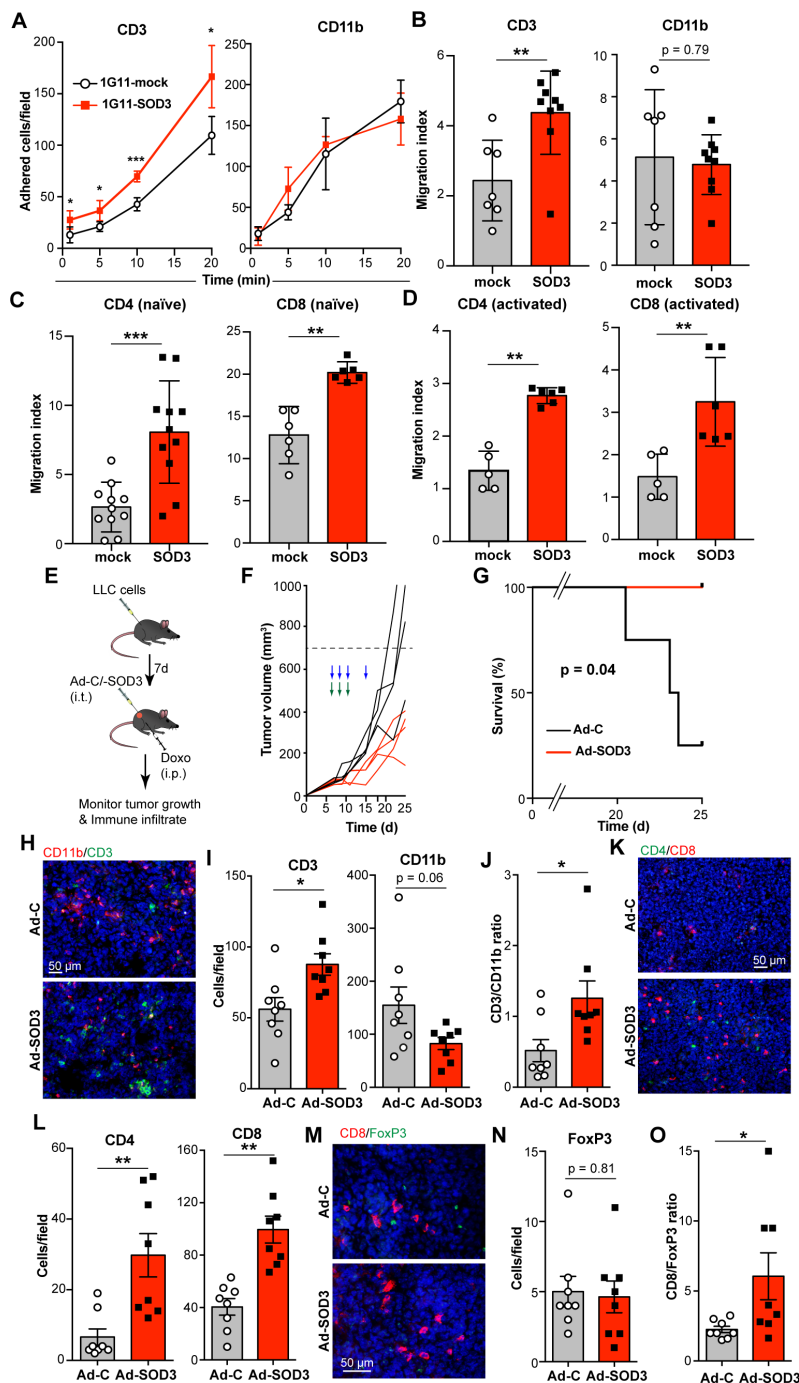 A
CD3
CD11b
Adhered cells/field
200
150
100
50
0
250
200
150
100
50
0
1G11-mock
1G11-SOD3
*
*
***
*
0 5 10 15 20
0 5 10 15 20
Time (min)
B
CD3
CD11b
Migration index
6
4
2
0
12
10
8
6
4
2
0
**
p = 0.79
mock SOD3
mock SOD3
C
CD4 (naïve)
CD8 (naïve)
Migration index
15
10
5
0
25
20
15
10
5
0
***
**
mock SOD3
mock SOD3
D
CD4 (activated)
CD8 (activated)
Migration index
4
3
2
1
0
5
4
3
2
1
0
**
**
mock SOD3
mock SOD3
E
LLC cells
7d
Ad-C/-SOD3
(i.t.)
Doxo
(i.p.)
Monitor tumor growth
& Immune infiltrate
F
Tumor volume (mm³)
1000
800
600
400
200
0
0 5 10 15 20 25
Time (d)
G
Survival (%)
100
50
0
p = 0.04
Ad-C
Ad-SOD3
0 20 25
Time (d)
H
CD11b/CD3
Ad-C
50 µm
Ad-SOD3
I
CD3
CD11b
Cells/field
150
100
50
0
400
300
200
100
0
*
p = 0.06
Ad-C Ad-SOD3
Ad-C Ad-SOD3
J
CD3/CD11b ratio
3
2
1
0
*
Ad-C Ad-SOD3
K
CD4/CD8
Ad-C
50 µm
Ad-SOD3
L
CD4
CD8
Cells/field
60
40
20
0
160
120
80
40
0
**
**
Ad-C Ad-SOD3
Ad-C Ad-SOD3
M
CD8/FoxP3
Ad-C
Ad-SOD3
50 µm
N
FoxP3
Cells/field
15
10
5
0
p = 0.81
Ad-C Ad-SOD3
O
CD8/FoxP3 ratio
15
10
5
0
*
Ad-C Ad-SOD3